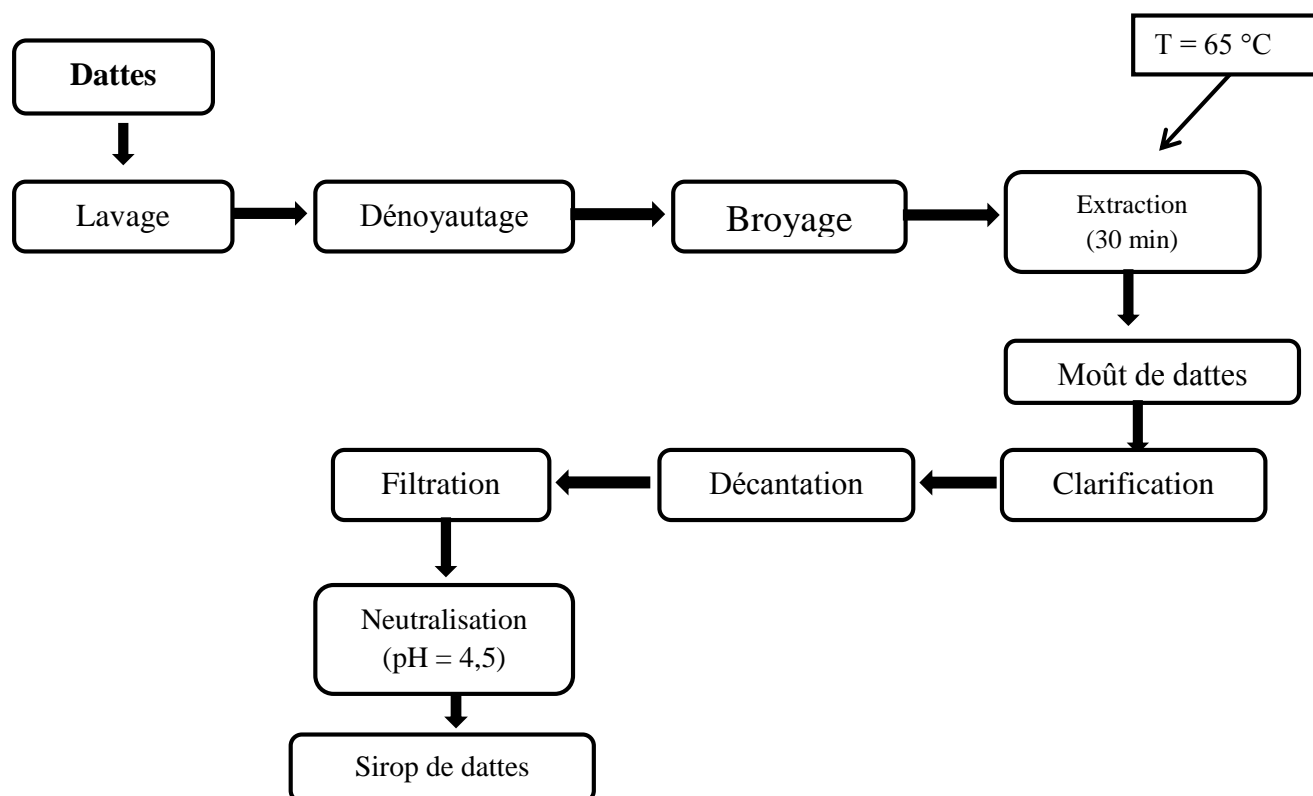 T = 65 °C
Dattes
Lavage
Dénoyautage
Broyage
Extraction
(30 min)
Moût de dattes
Clarification
Décantation
Filtration
Neutralisation
(pH = 4,5)
Sirop de dattes